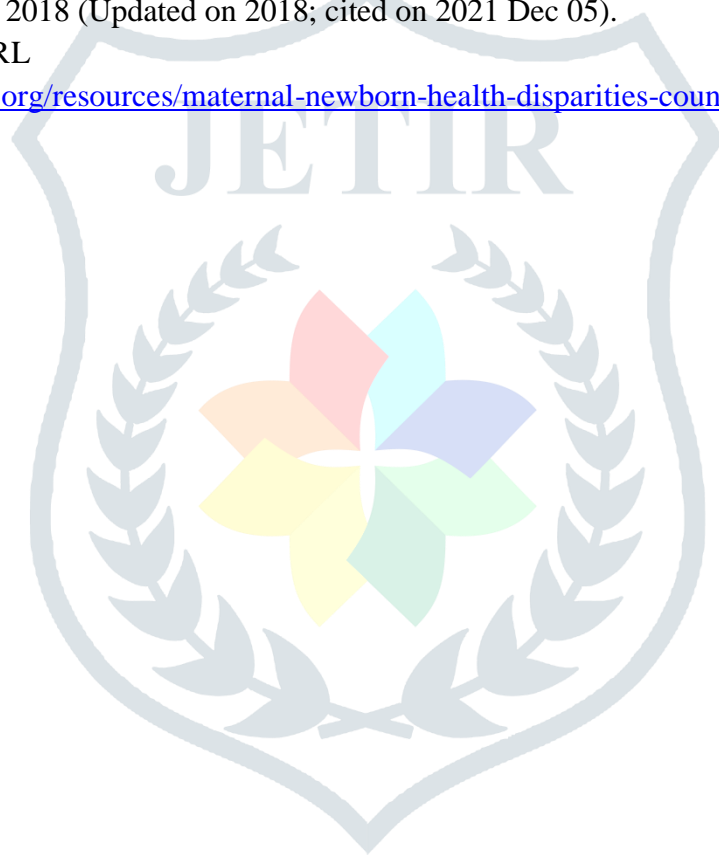 2018 (Updated on 2018; cited on 2021 Dec 05).
RL
.org/resources/maternal-newborn-health-disparities-coun
JETIR